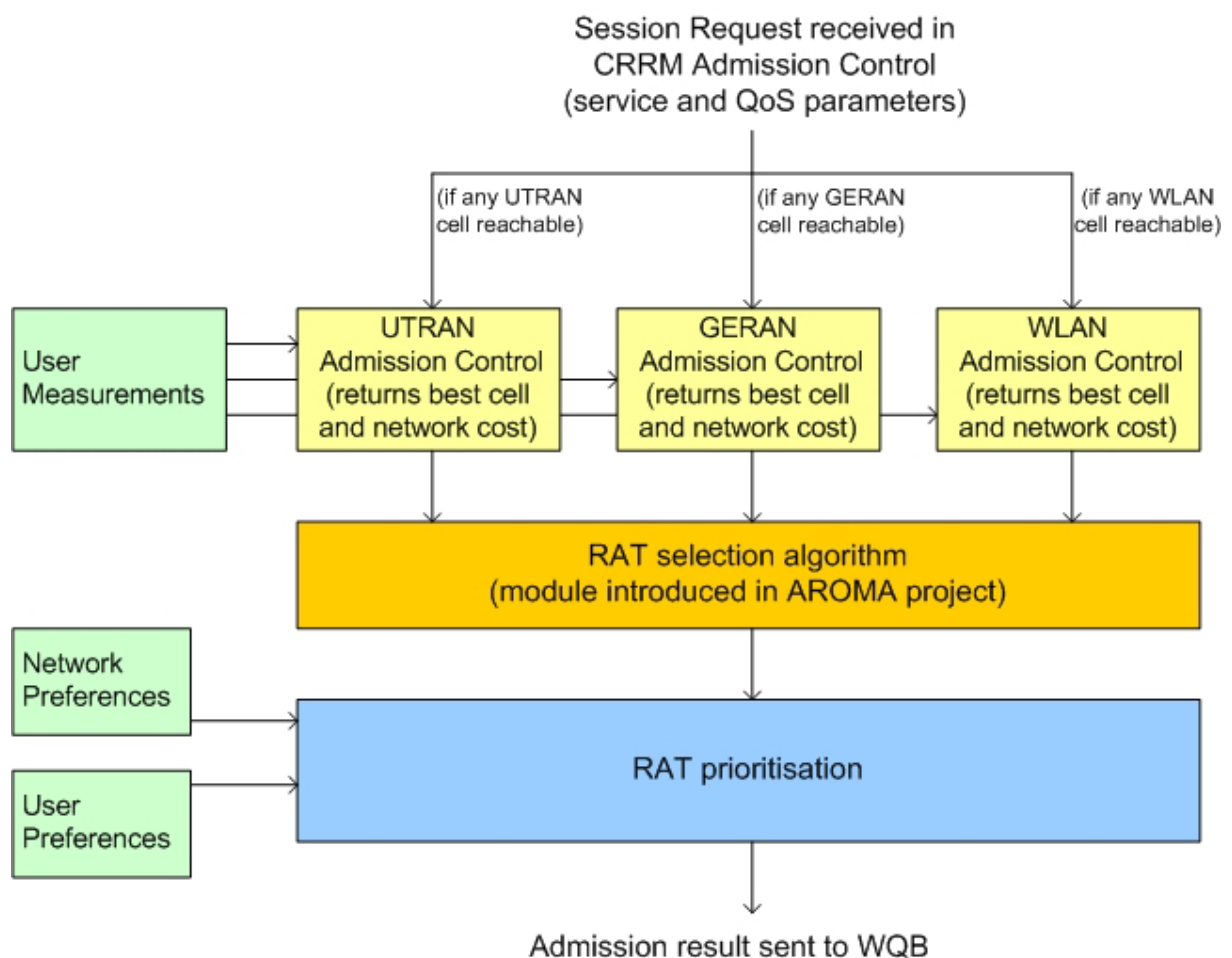 Session Request received in
CRRM Admission Control
(service and QoS parameters)
(if any UTRAN
cell reachable)
(if any GERAN
cell reachable)
(if any WLAN
cell reachable)
User
Measurements
UTRAN
Admission Control
(returns best cell
and network cost)
GERAN
Admission Control
(returns best cell
and network cost)
WLAN
Admission Control
(returns best cell
and network cost)
RAT selection algorithm
(module introduced in AROMA project)
Network
Preferences
RAT prioritisation
User
Preferences
Admission result sent to WQB